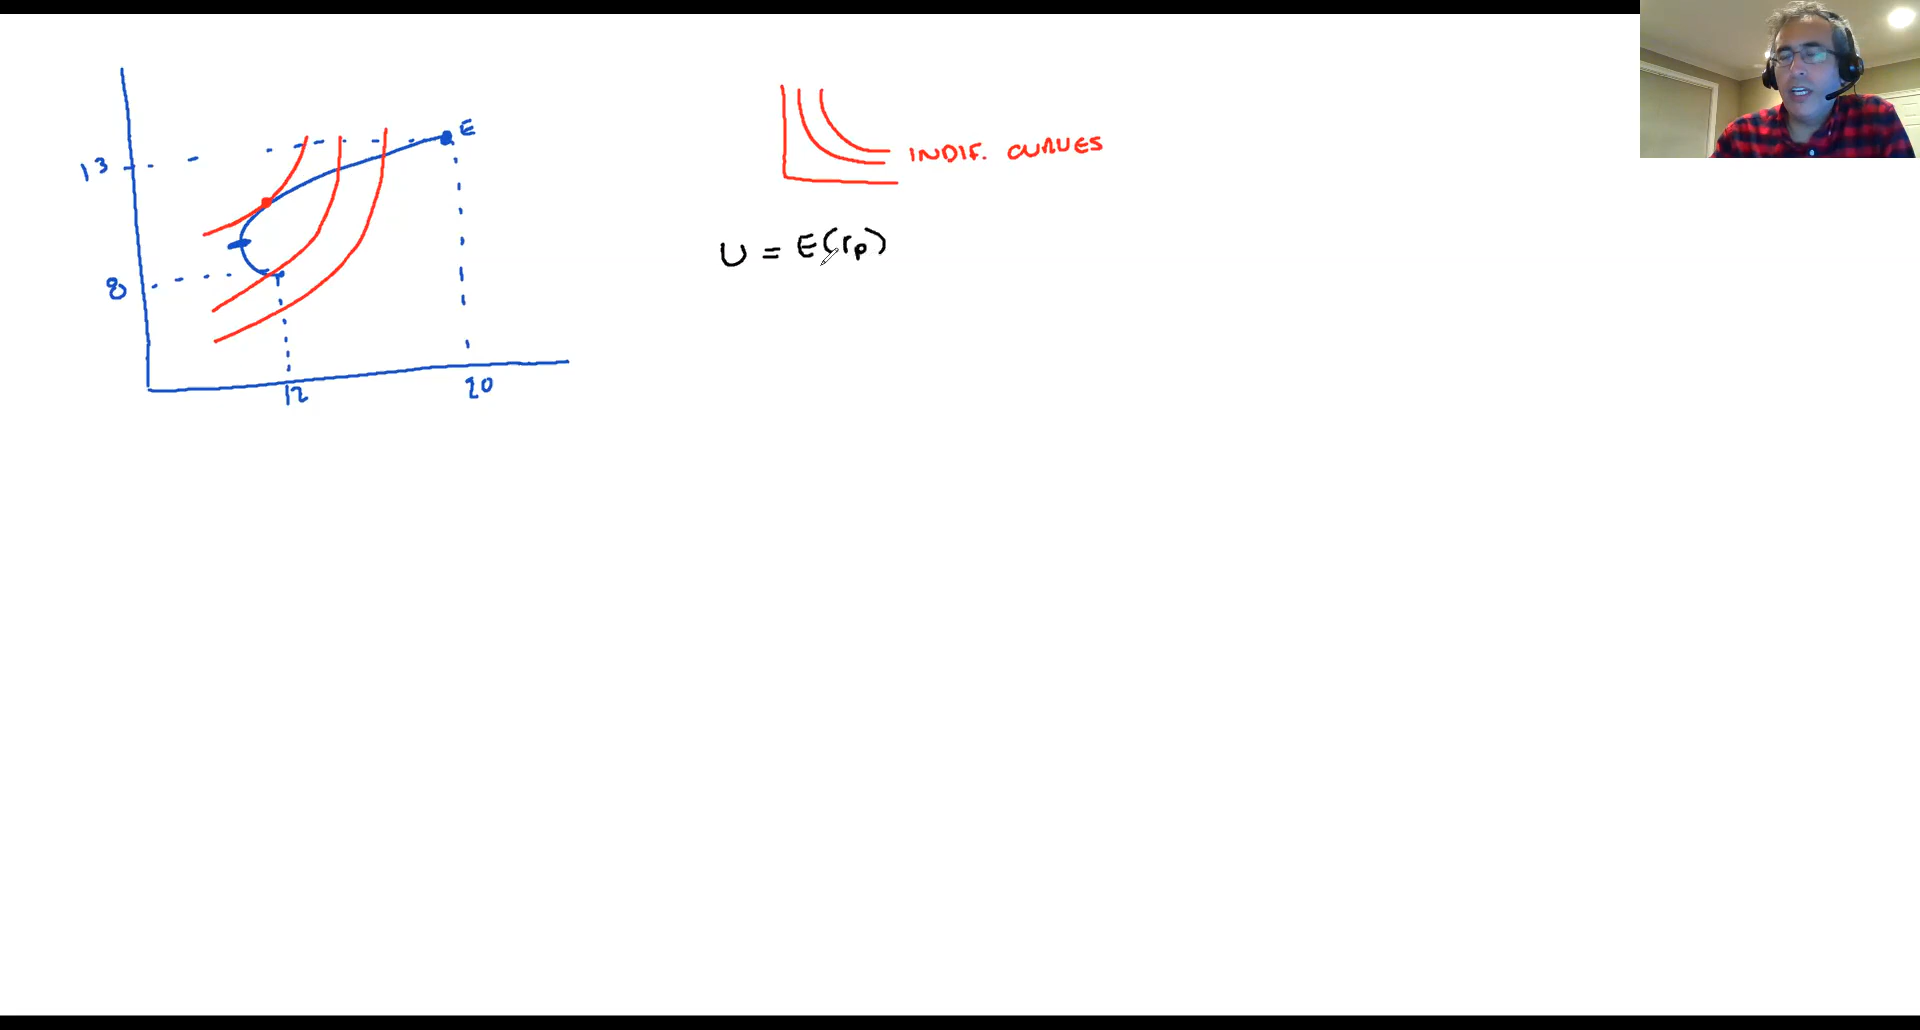 E
13
8
12
20
INDIF. CURVES
U = E(rₚ)